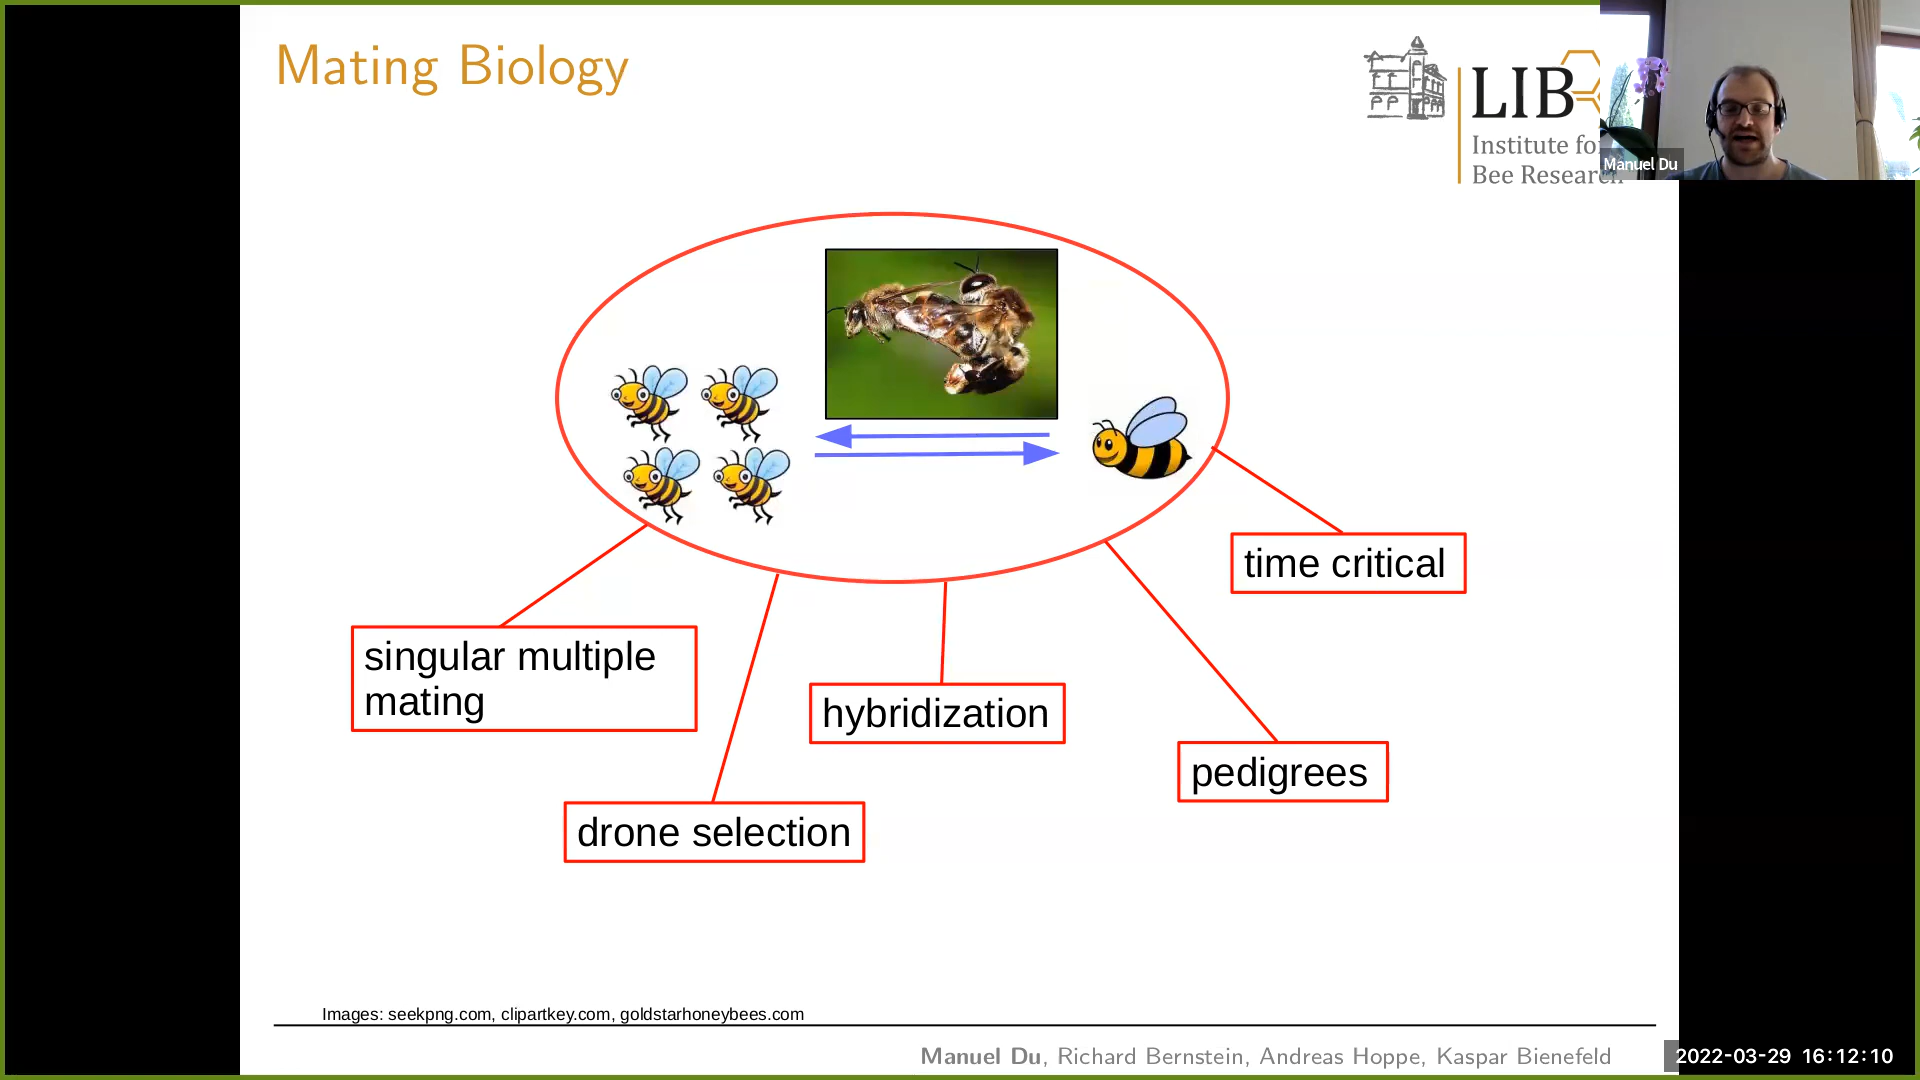 Mating Biology
LIB
Institute for
Bee Research
Manuel Du
time critical
singular multiple
mating
hybridization
pedigrees
drone selection
Images: seekpng.com, clipartkey.com, goldstarhoneybees.com
Manuel Du, Richard Bernstein, Andreas Hoppe, Kaspar Bienefeld
2022-03-29 16:12:10